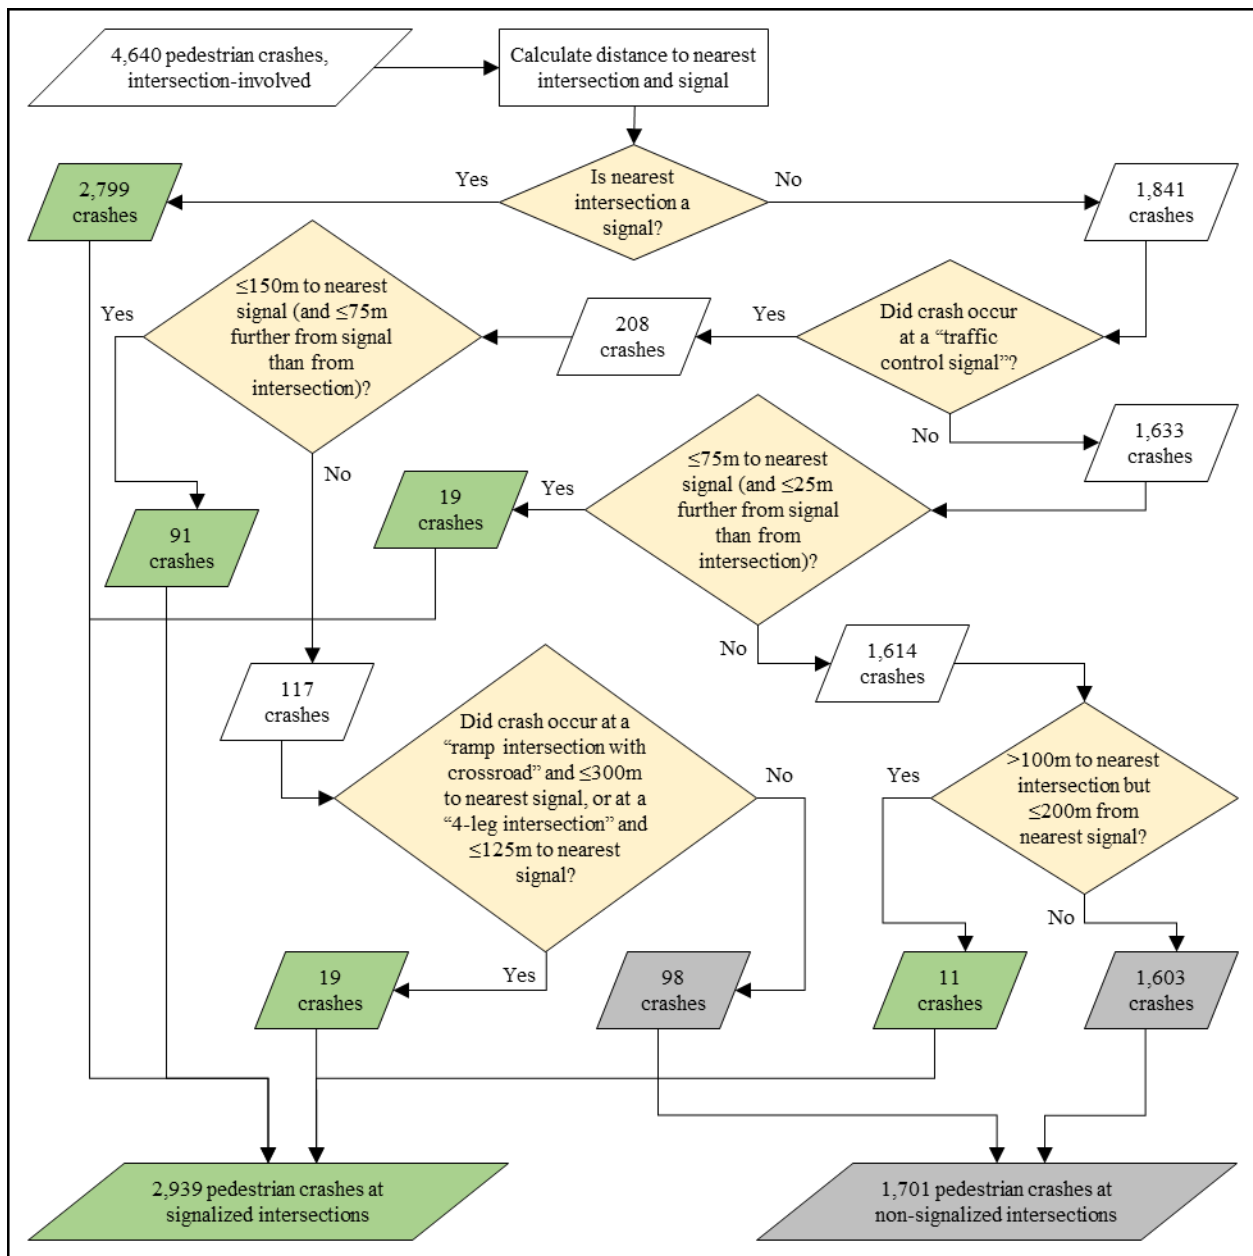 4,640 pedestrian crashes,
intersection-involved
Calculate distance to nearest
intersection and signal
Is nearest
intersection a
signal?
Yes
No
2,799
crashes
1,841
crashes
Did crash occur
at a “traffic
control signal”?
Yes
No
208
crashes
≤150m to nearest
signal (and ≤75m
further from signal
than from
intersection)?
Yes
No
1,633
crashes
≤75m to nearest
signal (and ≤25m
further from signal
than from
intersection)?
Yes
No
19
crashes
91
crashes
1,614
crashes
117
crashes
Did crash occur at a
“ramp intersection with
crossroad” and ≤300m
to nearest signal, or at a
“4-leg intersection” and
≤125m to nearest
signal?
No
Yes
>100m to nearest
intersection but
≤200m from
nearest signal?
Yes
No
19
crashes
98
crashes
11
crashes
1,603
crashes
2,939 pedestrian crashes at
signalized intersections
1,701 pedestrian crashes at
non-signalized intersections